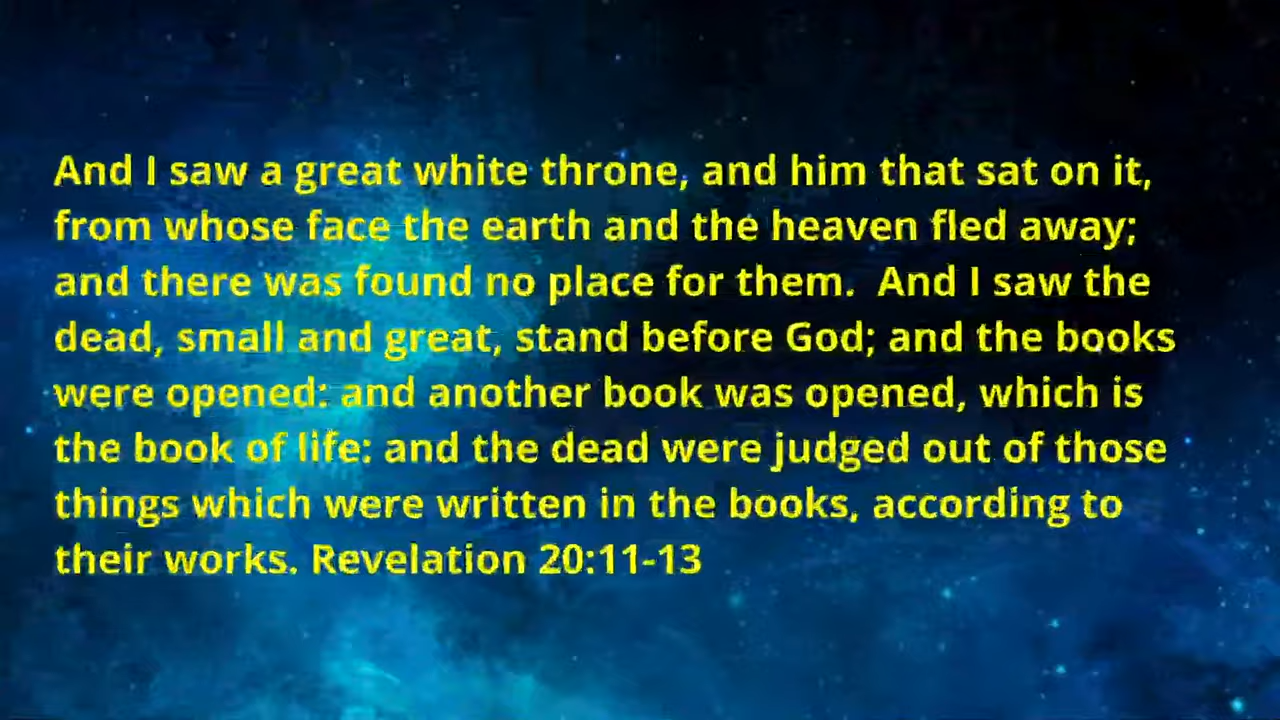 And I saw a great white throne, and him that sat on it,
from whose face the earth and the heaven fled away;
and there was found no place for them.  And I saw the
dead, small and great, stand before God; and the books
were opened: and another book was opened, which is
the book of life: and the dead were judged out of those
things which were written in the books, according to
their works. Revelation 20:11-13